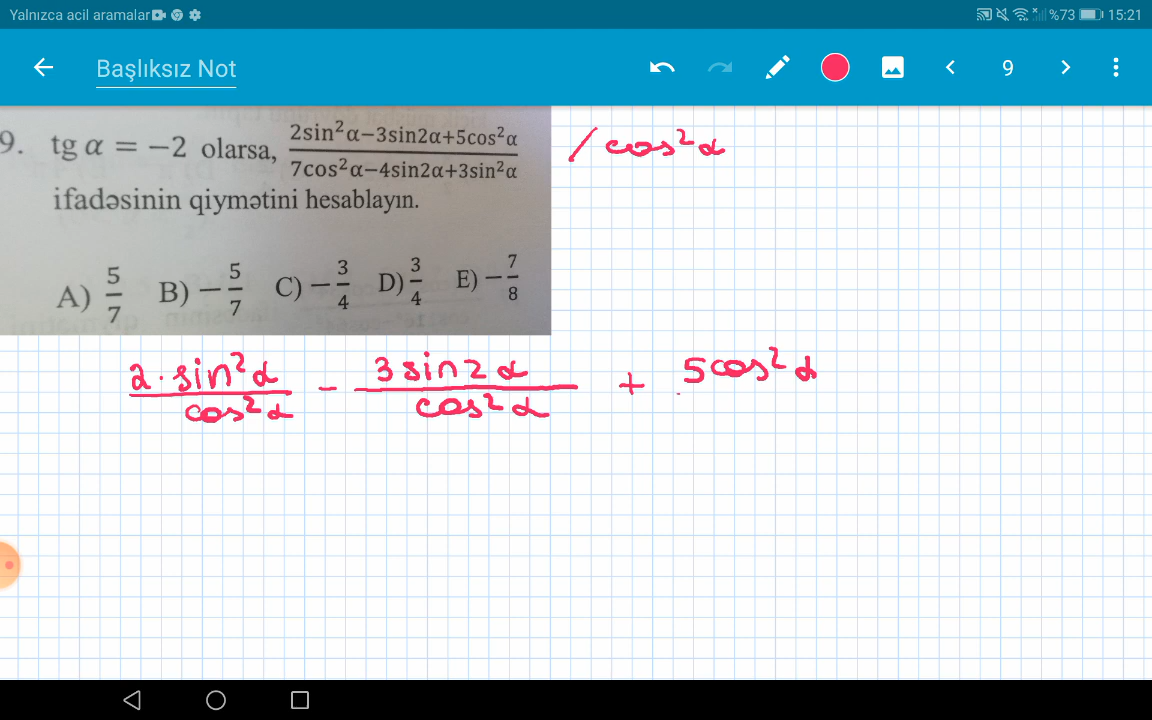 Yalnızca acil aramalar %73 15:21
Başlıksız Not 9
9. tg α = −2 olarsa, (2sin²α−3sin2α+5cos²α)/(7cos²α−4sin2α+3sin²α) / cos²α
ifadəsinin qiymətini hesablayın.
A) 5/7 B) −5/7 C) −3/4 D) 3/4 E) −7/8
2·sin²α/cos²α − 3sin2α/cos²α + 5cos²α